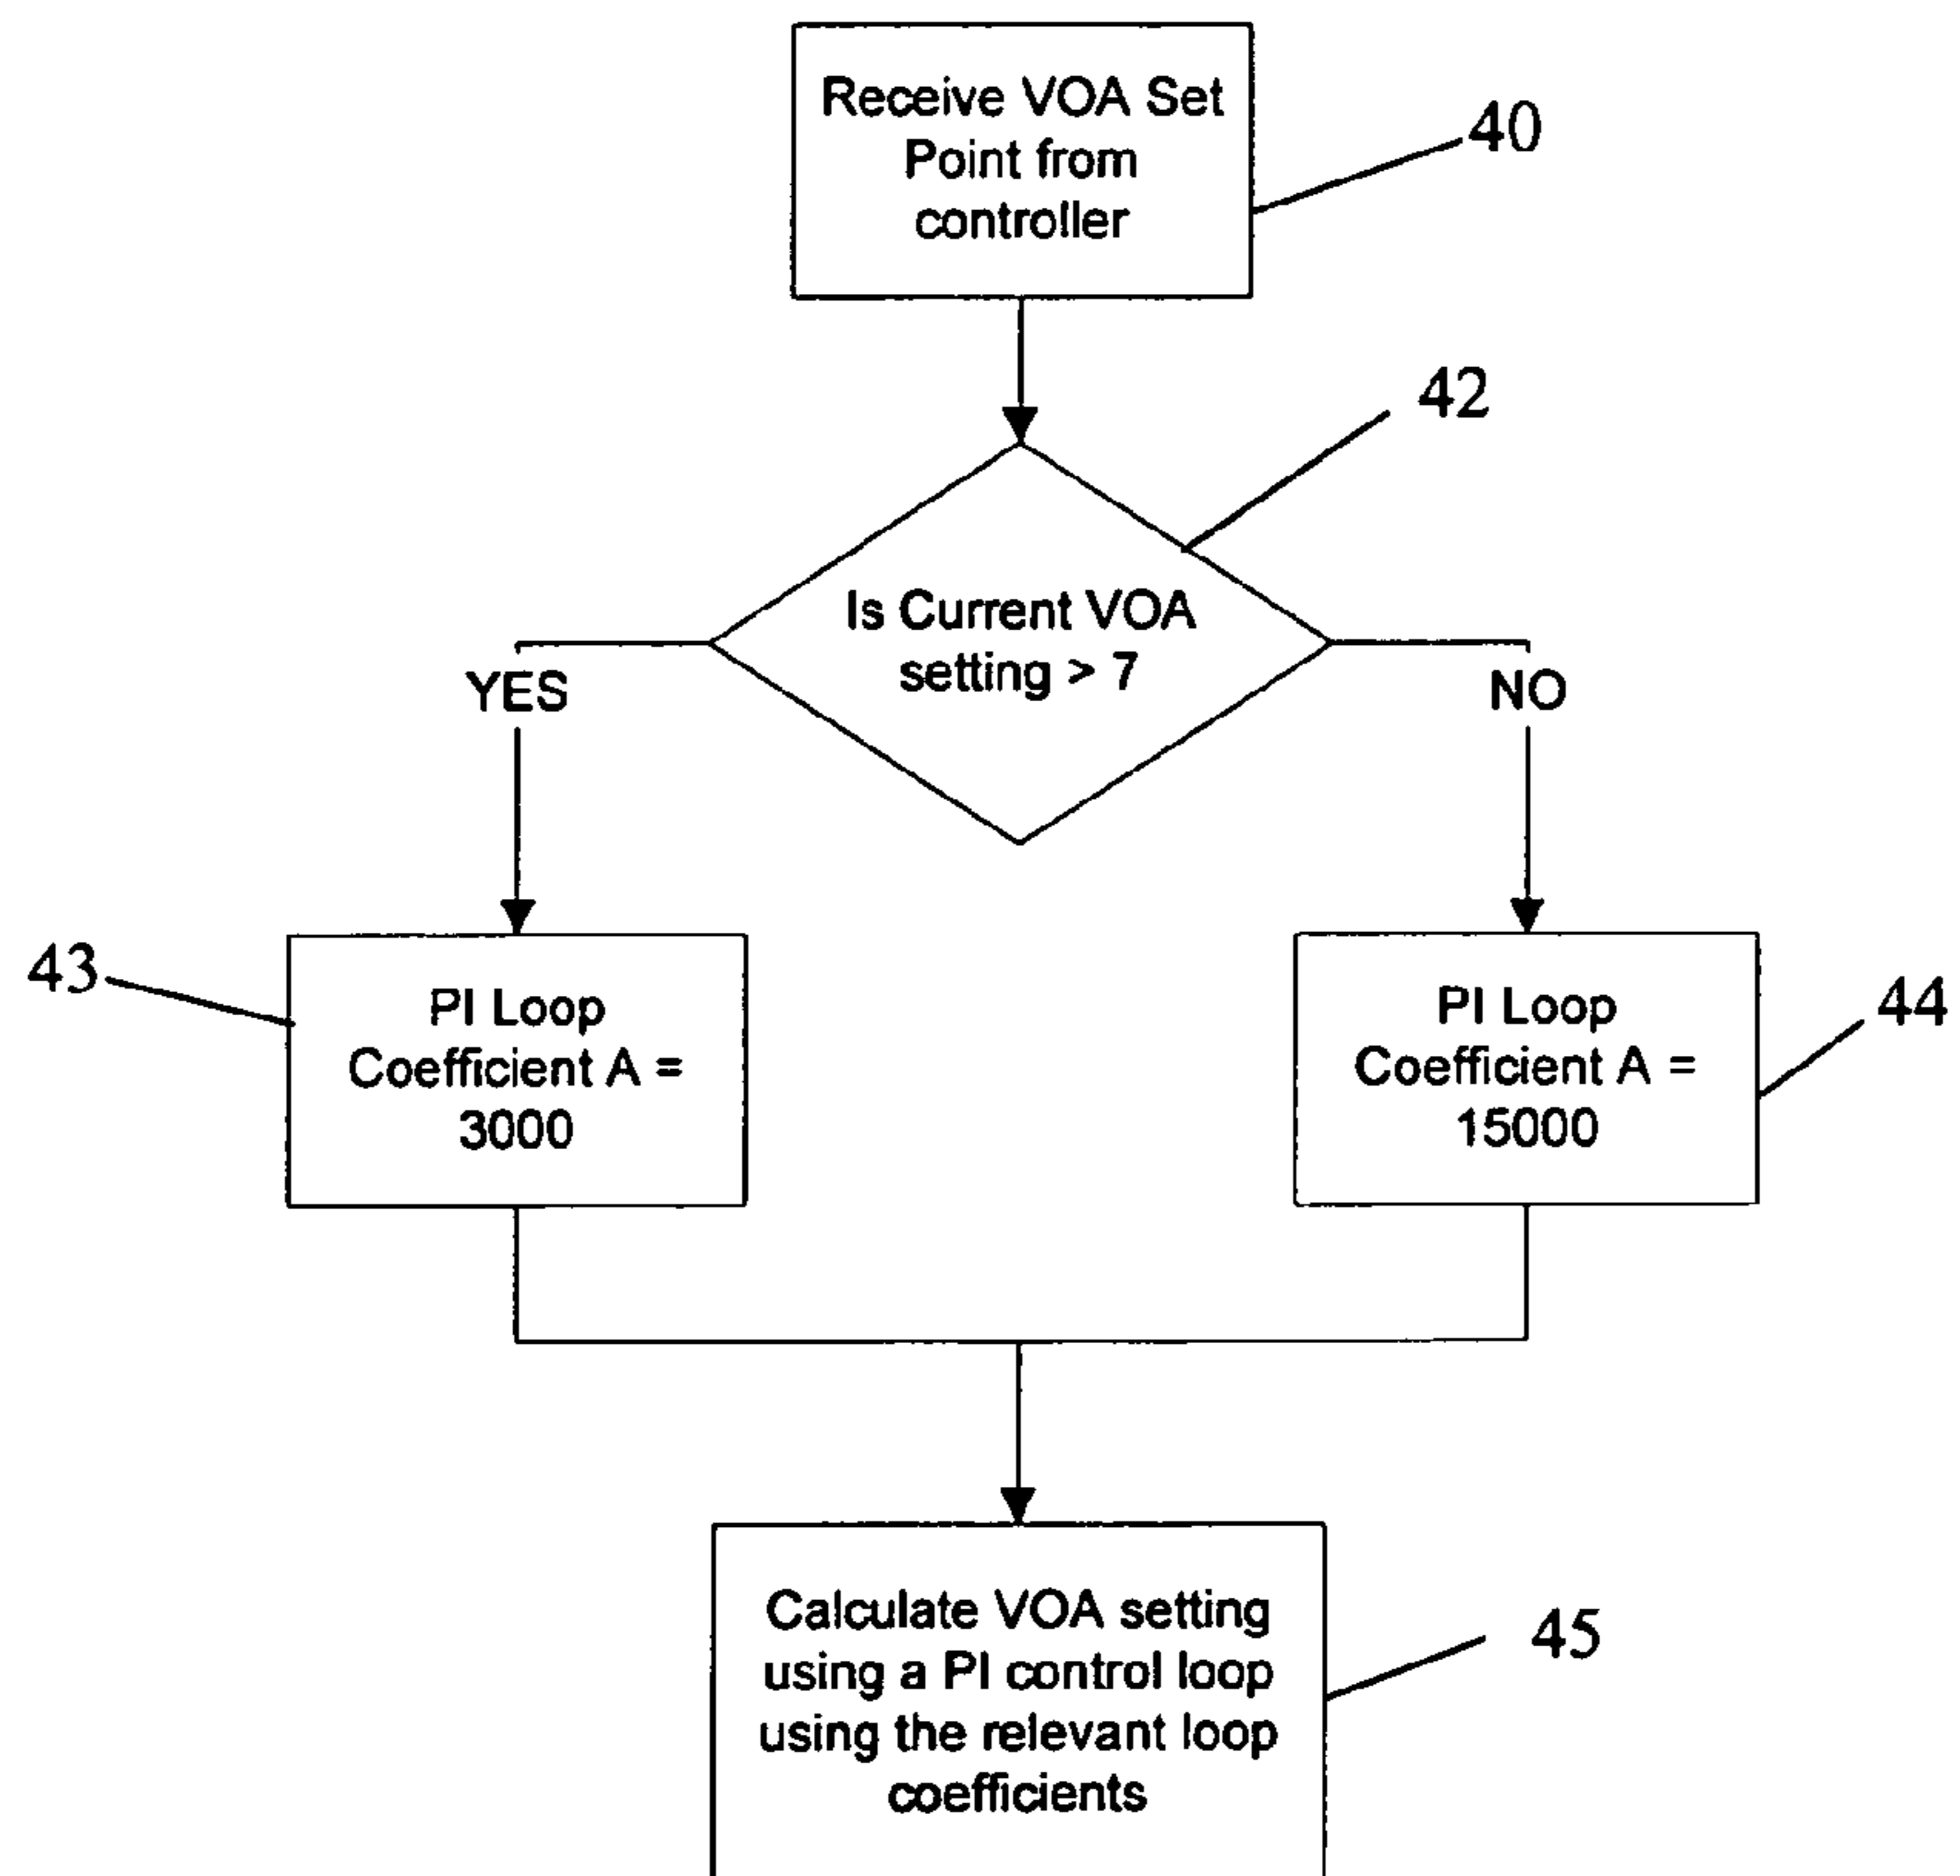 Receive VOA Set
Point from
controller
40
42
Is Current VOA
setting > 7
YES
NO
43
PI Loop
Coefficient A =
3000
PI Loop
Coefficient A =
15000
44
Calculate VOA setting
using a PI control loop
using the relevant loop
coefficients
45